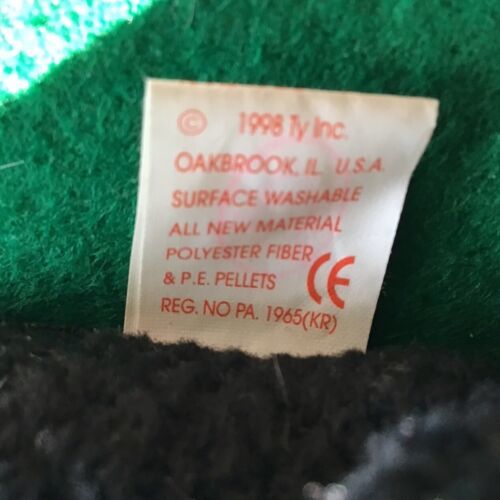 © 1998 Ty Inc.
OAKBROOK, IL. U.S.A.
SURFACE WASHABLE
ALL NEW MATERIAL
POLYESTER FIBER
& P.E. PELLETS CE
REG. NO PA. 1965(KR)